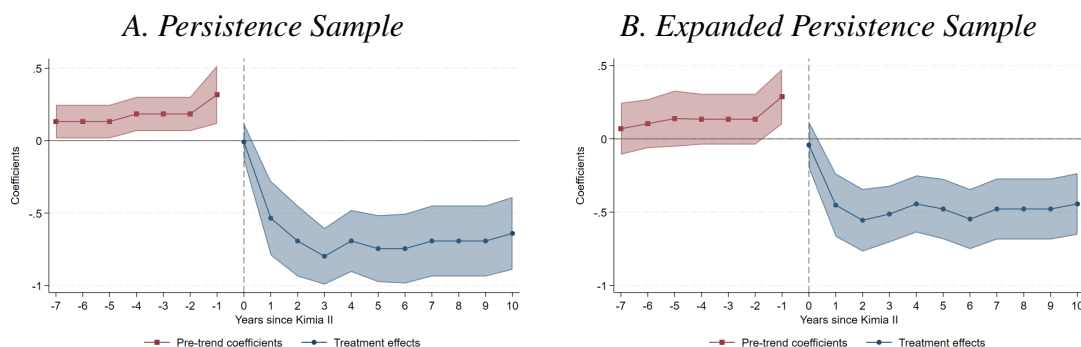 A. Persistence Sample
.5
0
-.5
-1
Coefficients
-7 -6 -5 -4 -3 -2 -1 0 1 2 3 4 5 6 7 8 9 10
Years since Kimia II
Pre-trend coefficients Treatment effects
B. Expanded Persistence Sample
.5
0
-.5
-1
Coefficients
-7 -6 -5 -4 -3 -2 -1 0 1 2 3 4 5 6 7 8 9 10
Years since Kimia II
Pre-trend coefficients Treatment effects